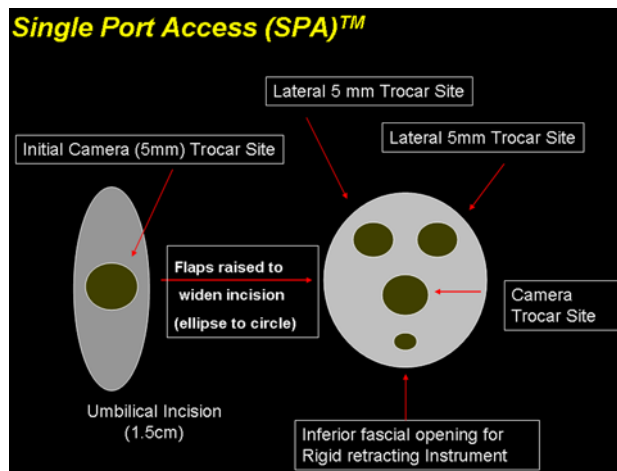 Single Port Access (SPA)™
Lateral 5 mm Trocar Site
Initial Camera (5mm) Trocar Site
Lateral 5mm Trocar Site
Flaps raised to
widen incision
(ellipse to circle)
Camera
Trocar Site
Umbilical Incision
(1.5cm)
Inferior fascial opening for
Rigid retracting Instrument